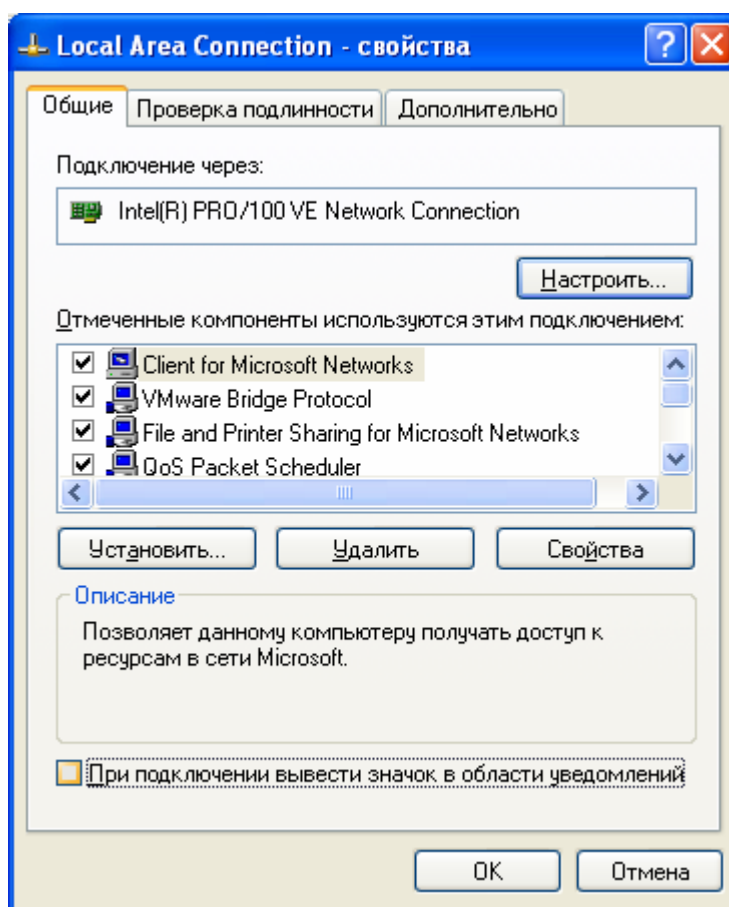 Local Area Connection - свойства
Общие
Проверка подлинности
Дополнительно
Подключение через:
Intel(R) PRO/100 VE Network Connection
Настроить...
Отмеченные компоненты используются этим подключением:
Client for Microsoft Networks
VMware Bridge Protocol
File and Printer Sharing for Microsoft Networks
QoS Packet Scheduler
Установить...
Удалить
Свойства
Описание
Позволяет данному компьютеру получать доступ к
ресурсам в сети Microsoft.
При подключении вывести значок в области уведомлений
OK
Отмена